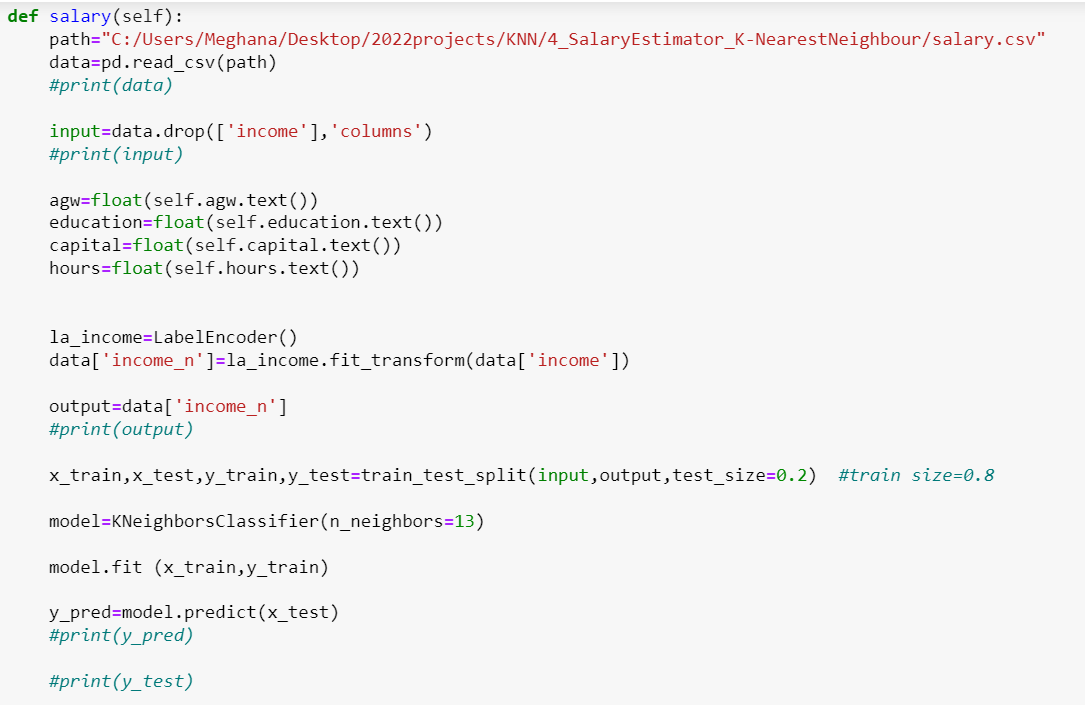 def salary(self):
    path="C:/Users/Meghana/Desktop/2022projects/KNN/4_SalaryEstimator_K-NearestNeighbour/salary.csv"
    data=pd.read_csv(path)
    #print(data)

    input=data.drop(['income'],'columns')
    #print(input)

    agw=float(self.agw.text())
    education=float(self.education.text())
    capital=float(self.capital.text())
    hours=float(self.hours.text())


    la_income=LabelEncoder()
    data['income_n']=la_income.fit_transform(data['income'])

    output=data['income_n']
    #print(output)

    x_train,x_test,y_train,y_test=train_test_split(input,output,test_size=0.2)  #train size=0.8

    model=KNeighborsClassifier(n_neighbors=13)

    model.fit (x_train,y_train)

    y_pred=model.predict(x_test)
    #print(y_pred)

    #print(y_test)